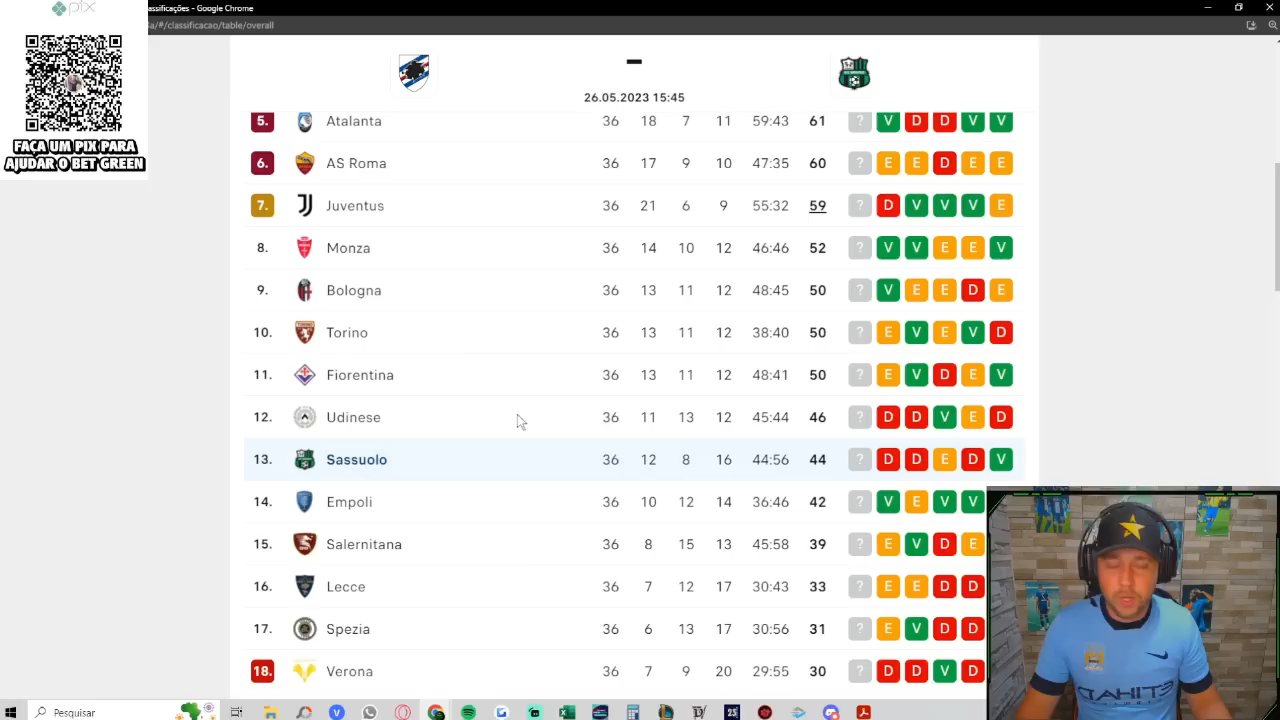 pix
FAÇA UM PIX PARA
AJUDAR O BET GREEN
assificações - Google Chrome
3a/#/classificacao/table/overall
-
26.05.2023 15:45
5. Atalanta 36 18 7 11 59:43 61 ? V D D V V
6. AS Roma 36 17 9 10 47:35 60 ? E E D E E
7. Juventus 36 21 6 9 55:32 59 ? D V V V E
8. Monza 36 14 10 12 46:46 52 ? V V E E V
9. Bologna 36 13 11 12 48:45 50 ? V E E D E
10. Torino 36 13 11 12 38:40 50 ? E V E V D
11. Fiorentina 36 13 11 12 48:41 50 ? E V D E V
12. Udinese 36 11 13 12 45:44 46 ? D D V E D
13. Sassuolo 36 12 8 16 44:56 44 ? D D E D V
14. Empoli 36 10 12 14 36:46 42 ? V E V V
15. Salernitana 36 8 15 13 45:58 39 ? E V D E
16. Lecce 36 7 12 17 30:43 33 ? E E D D
17. Spezia 36 6 13 17 30:56 31 ? E V D D
18. Verona 36 7 9 20 29:55 30 ? D D V D
Pesquisar